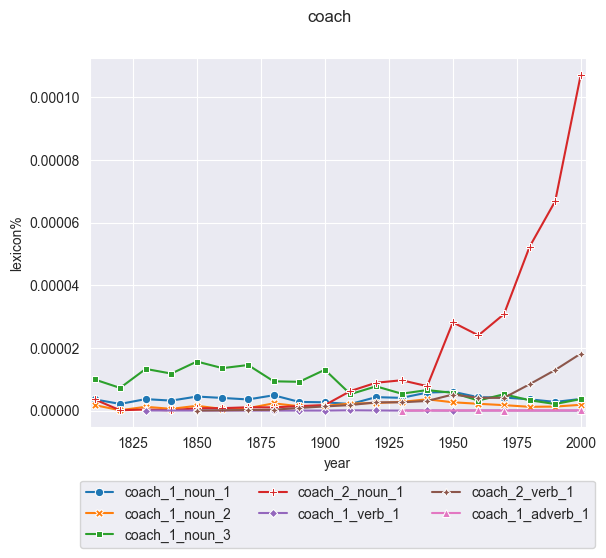 coach
0.00010
0.00008
0.00006
0.00004
0.00002
0.00000
lexicon%
1825 1850 1875 1900 1925 1950 1975 2000
year
coach_1_noun_1 coach_2_noun_1 coach_2_verb_1
coach_1_noun_2 coach_1_verb_1 coach_1_adverb_1
coach_1_noun_3